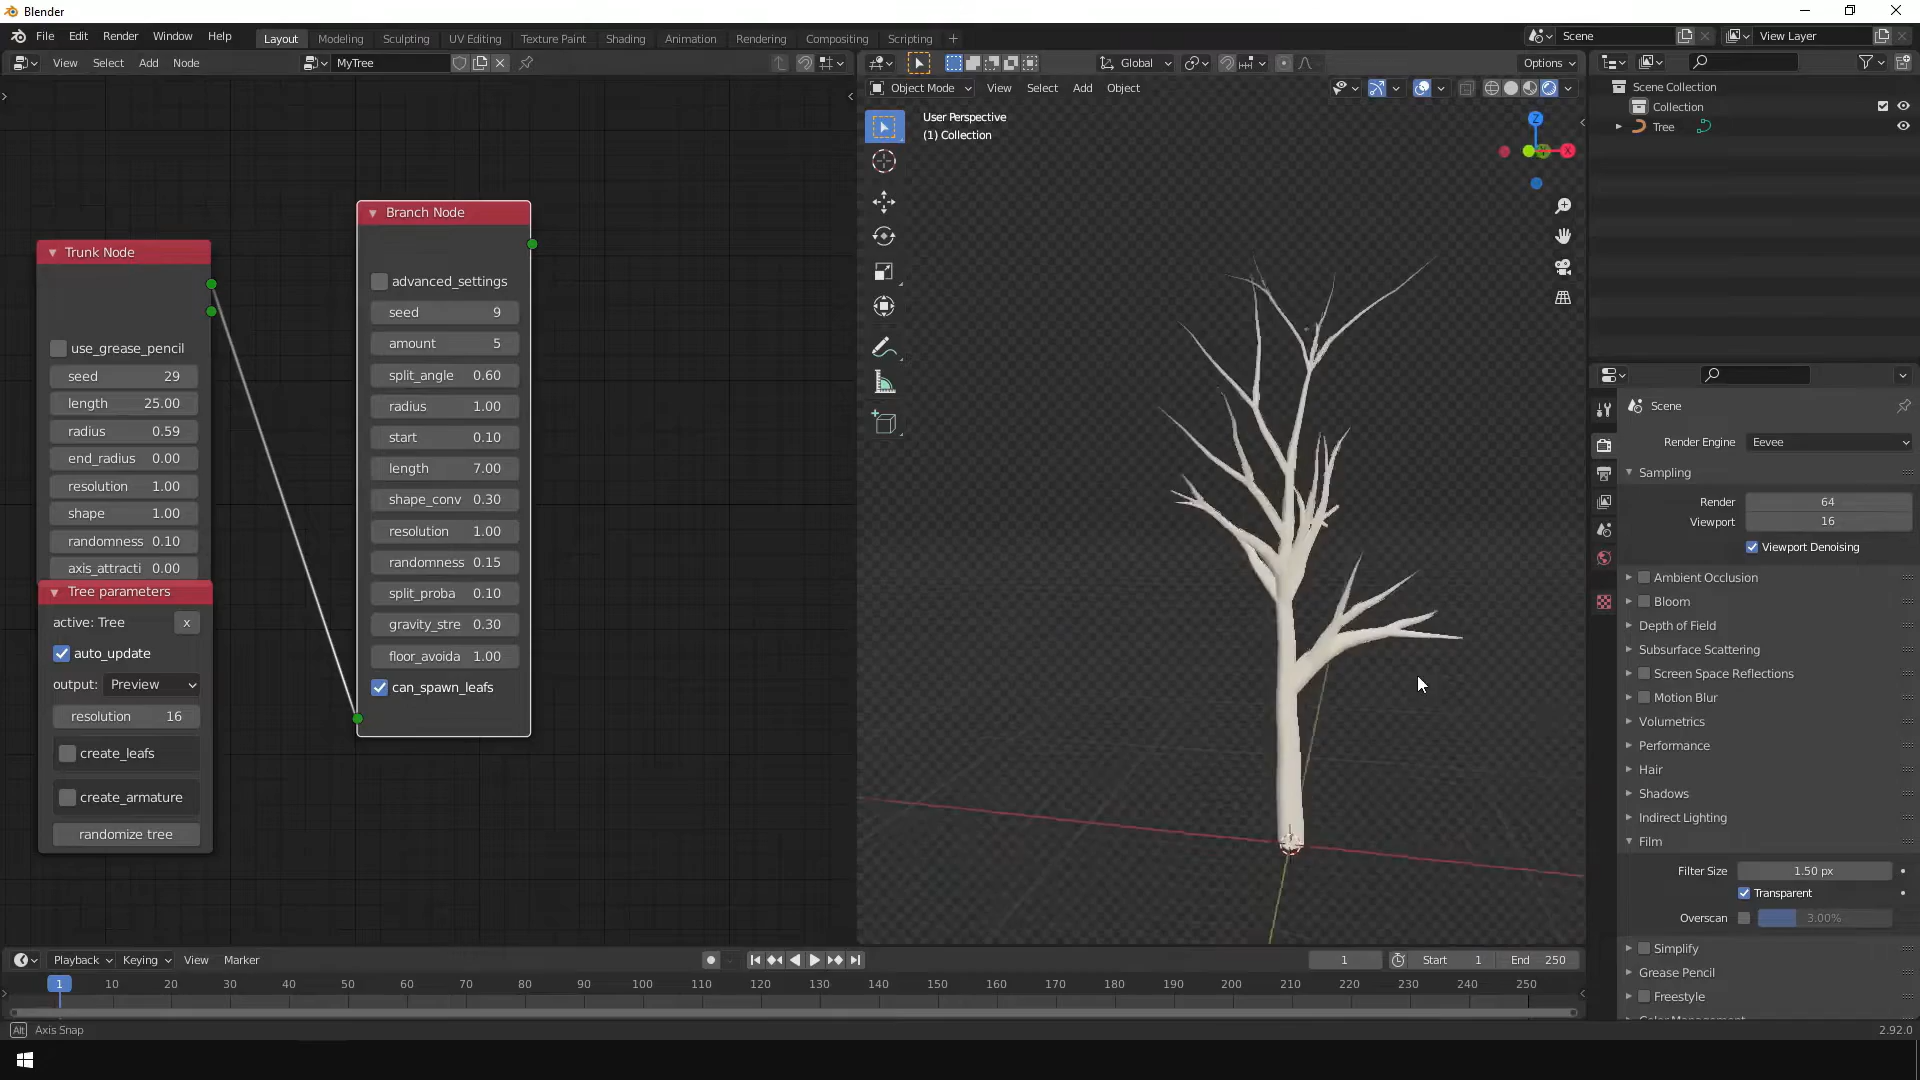 Blender
File Edit Render Window Help
Layout Modeling Sculpting UV Editing Texture Paint Shading Animation Rendering Compositing Scripting +
Scene
View Layer
View Select Add Node
MyTree
Global
Options
Object Mode View Select Add Object
User Perspective
(1) Collection
Z
X
Trunk Node
use_grease_pencil
seed 29
length 25.00
radius 0.59
end_radius 0.00
resolution 1.00
shape 1.00
randomness 0.10
axis_attracti 0.00
Tree parameters
active: Tree x
auto_update
output: Preview
resolution 16
create_leafs
create_armature
randomize tree
Branch Node
advanced_settings
seed 9
amount 5
split_angle 0.60
radius 1.00
start 0.10
length 7.00
shape_conv 0.30
resolution 1.00
randomness 0.15
split_proba 0.10
gravity_stre 0.30
floor_avoida 1.00
can_spawn_leafs
Scene Collection
Collection
Tree
Scene
Render Engine Eevee
Sampling
Render 64
Viewport 16
Viewport Denoising
Ambient Occlusion
Bloom
Depth of Field
Subsurface Scattering
Screen Space Reflections
Motion Blur
Volumetrics
Performance
Hair
Shadows
Indirect Lighting
Film
Filter Size 1.50 px
Transparent
Overscan 3.00%
Simplify
Grease Pencil
Freestyle
Playback Keying View Marker
1 Start 1 End 250
1 10 20 30 40 50 60 70 80 90 100 110 120 130 140 150 160 170 180 190 200 210 220 230 240 250
Alt Axis Snap
2.92.0